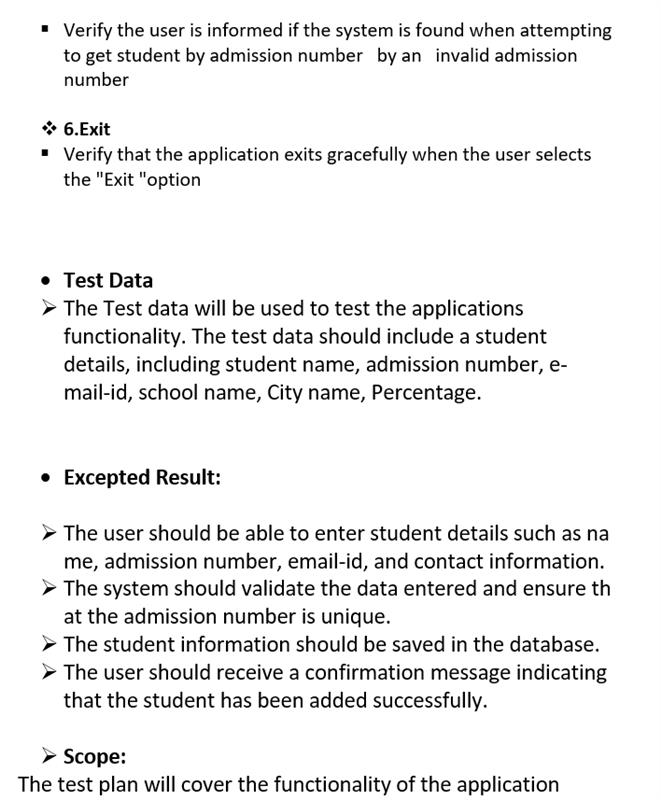 ▪ Verify the user is informed if the system is found when attempting
to get student by admission number by an invalid admission
number
❖ 6.Exit
▪ Verify that the application exits gracefully when the user selects
the "Exit "option
• Test Data
➢ The Test data will be used to test the applications
functionality. The test data should include a student
details, including student name, admission number, e-
mail-id, school name, City name, Percentage.
• Excepted Result:
➢ The user should be able to enter student details such as na
me, admission number, email-id, and contact information.
➢ The system should validate the data entered and ensure th
at the admission number is unique.
➢ The student information should be saved in the database.
➢ The user should receive a confirmation message indicating
that the student has been added successfully.
➢ Scope:
The test plan will cover the functionality of the application